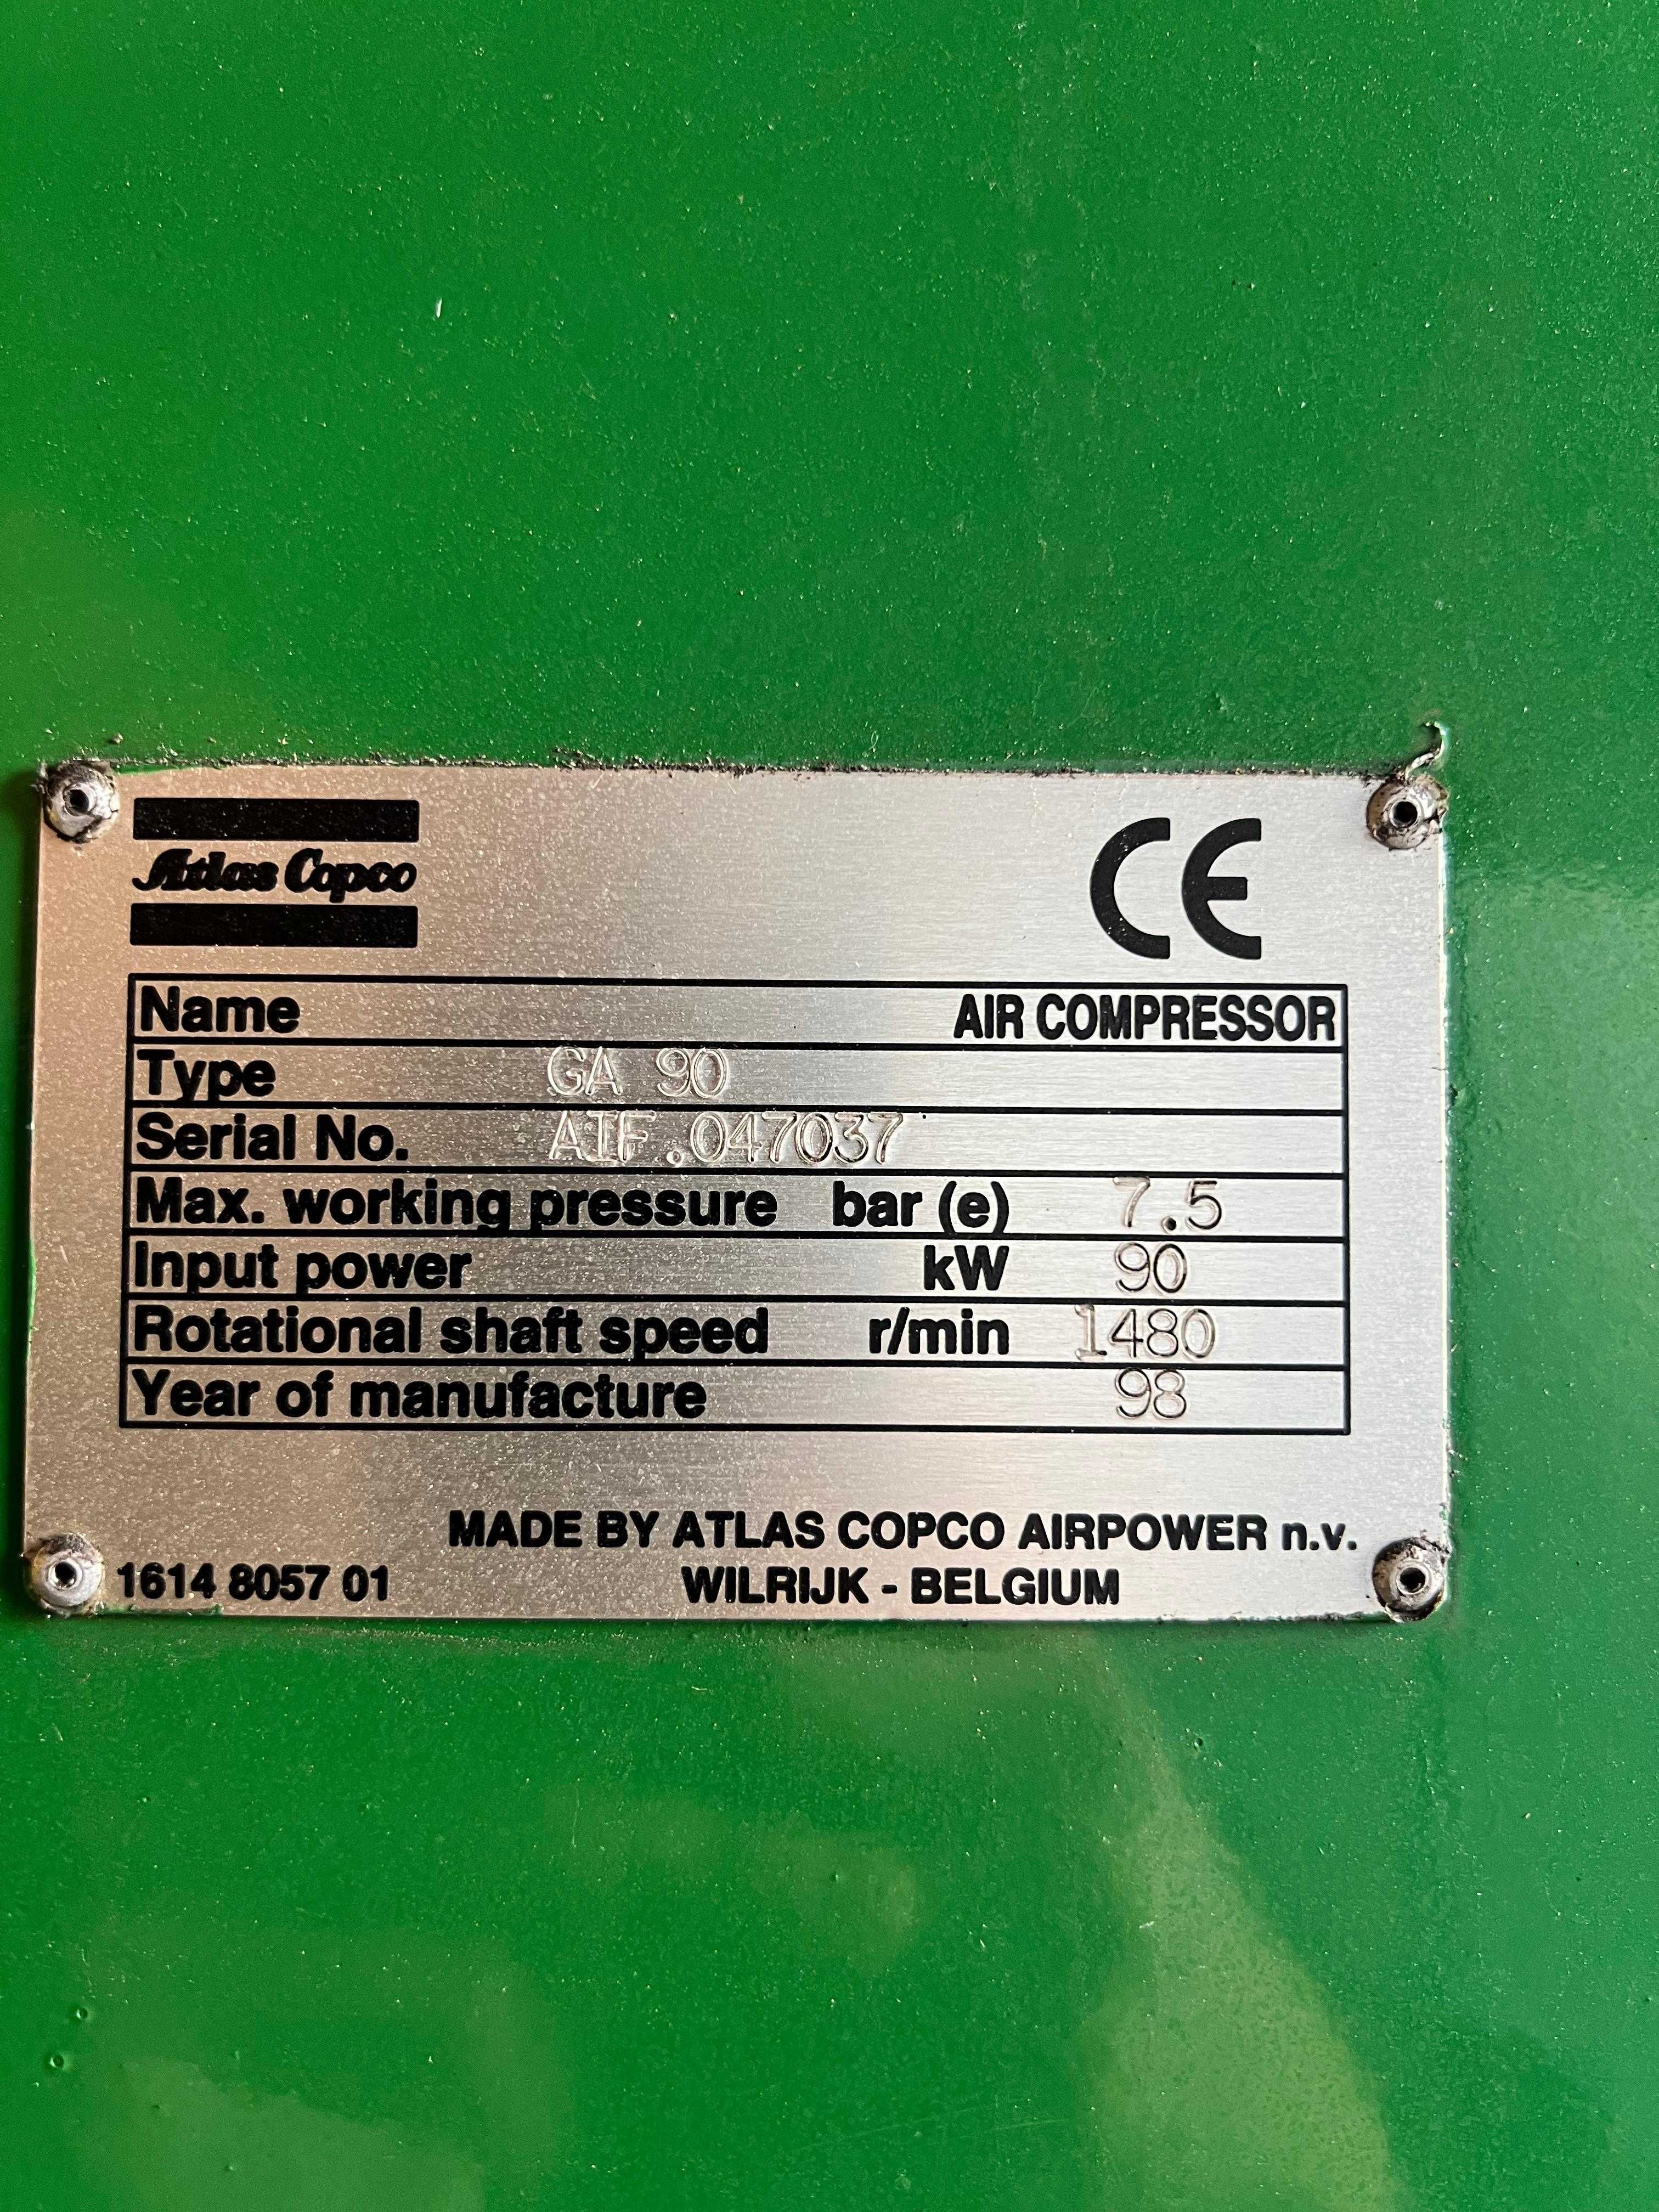 Atlas Copco
CE
Name AIR COMPRESSOR
Type GA 90
Serial No. AIF.047037
Max. working pressure bar (e) 7.5
Input power kW 90
Rotational shaft speed r/min 1480
Year of manufacture 98
MADE BY ATLAS COPCO AIRPOWER n.v.
1614 8057 01 WILRIJK - BELGIUM